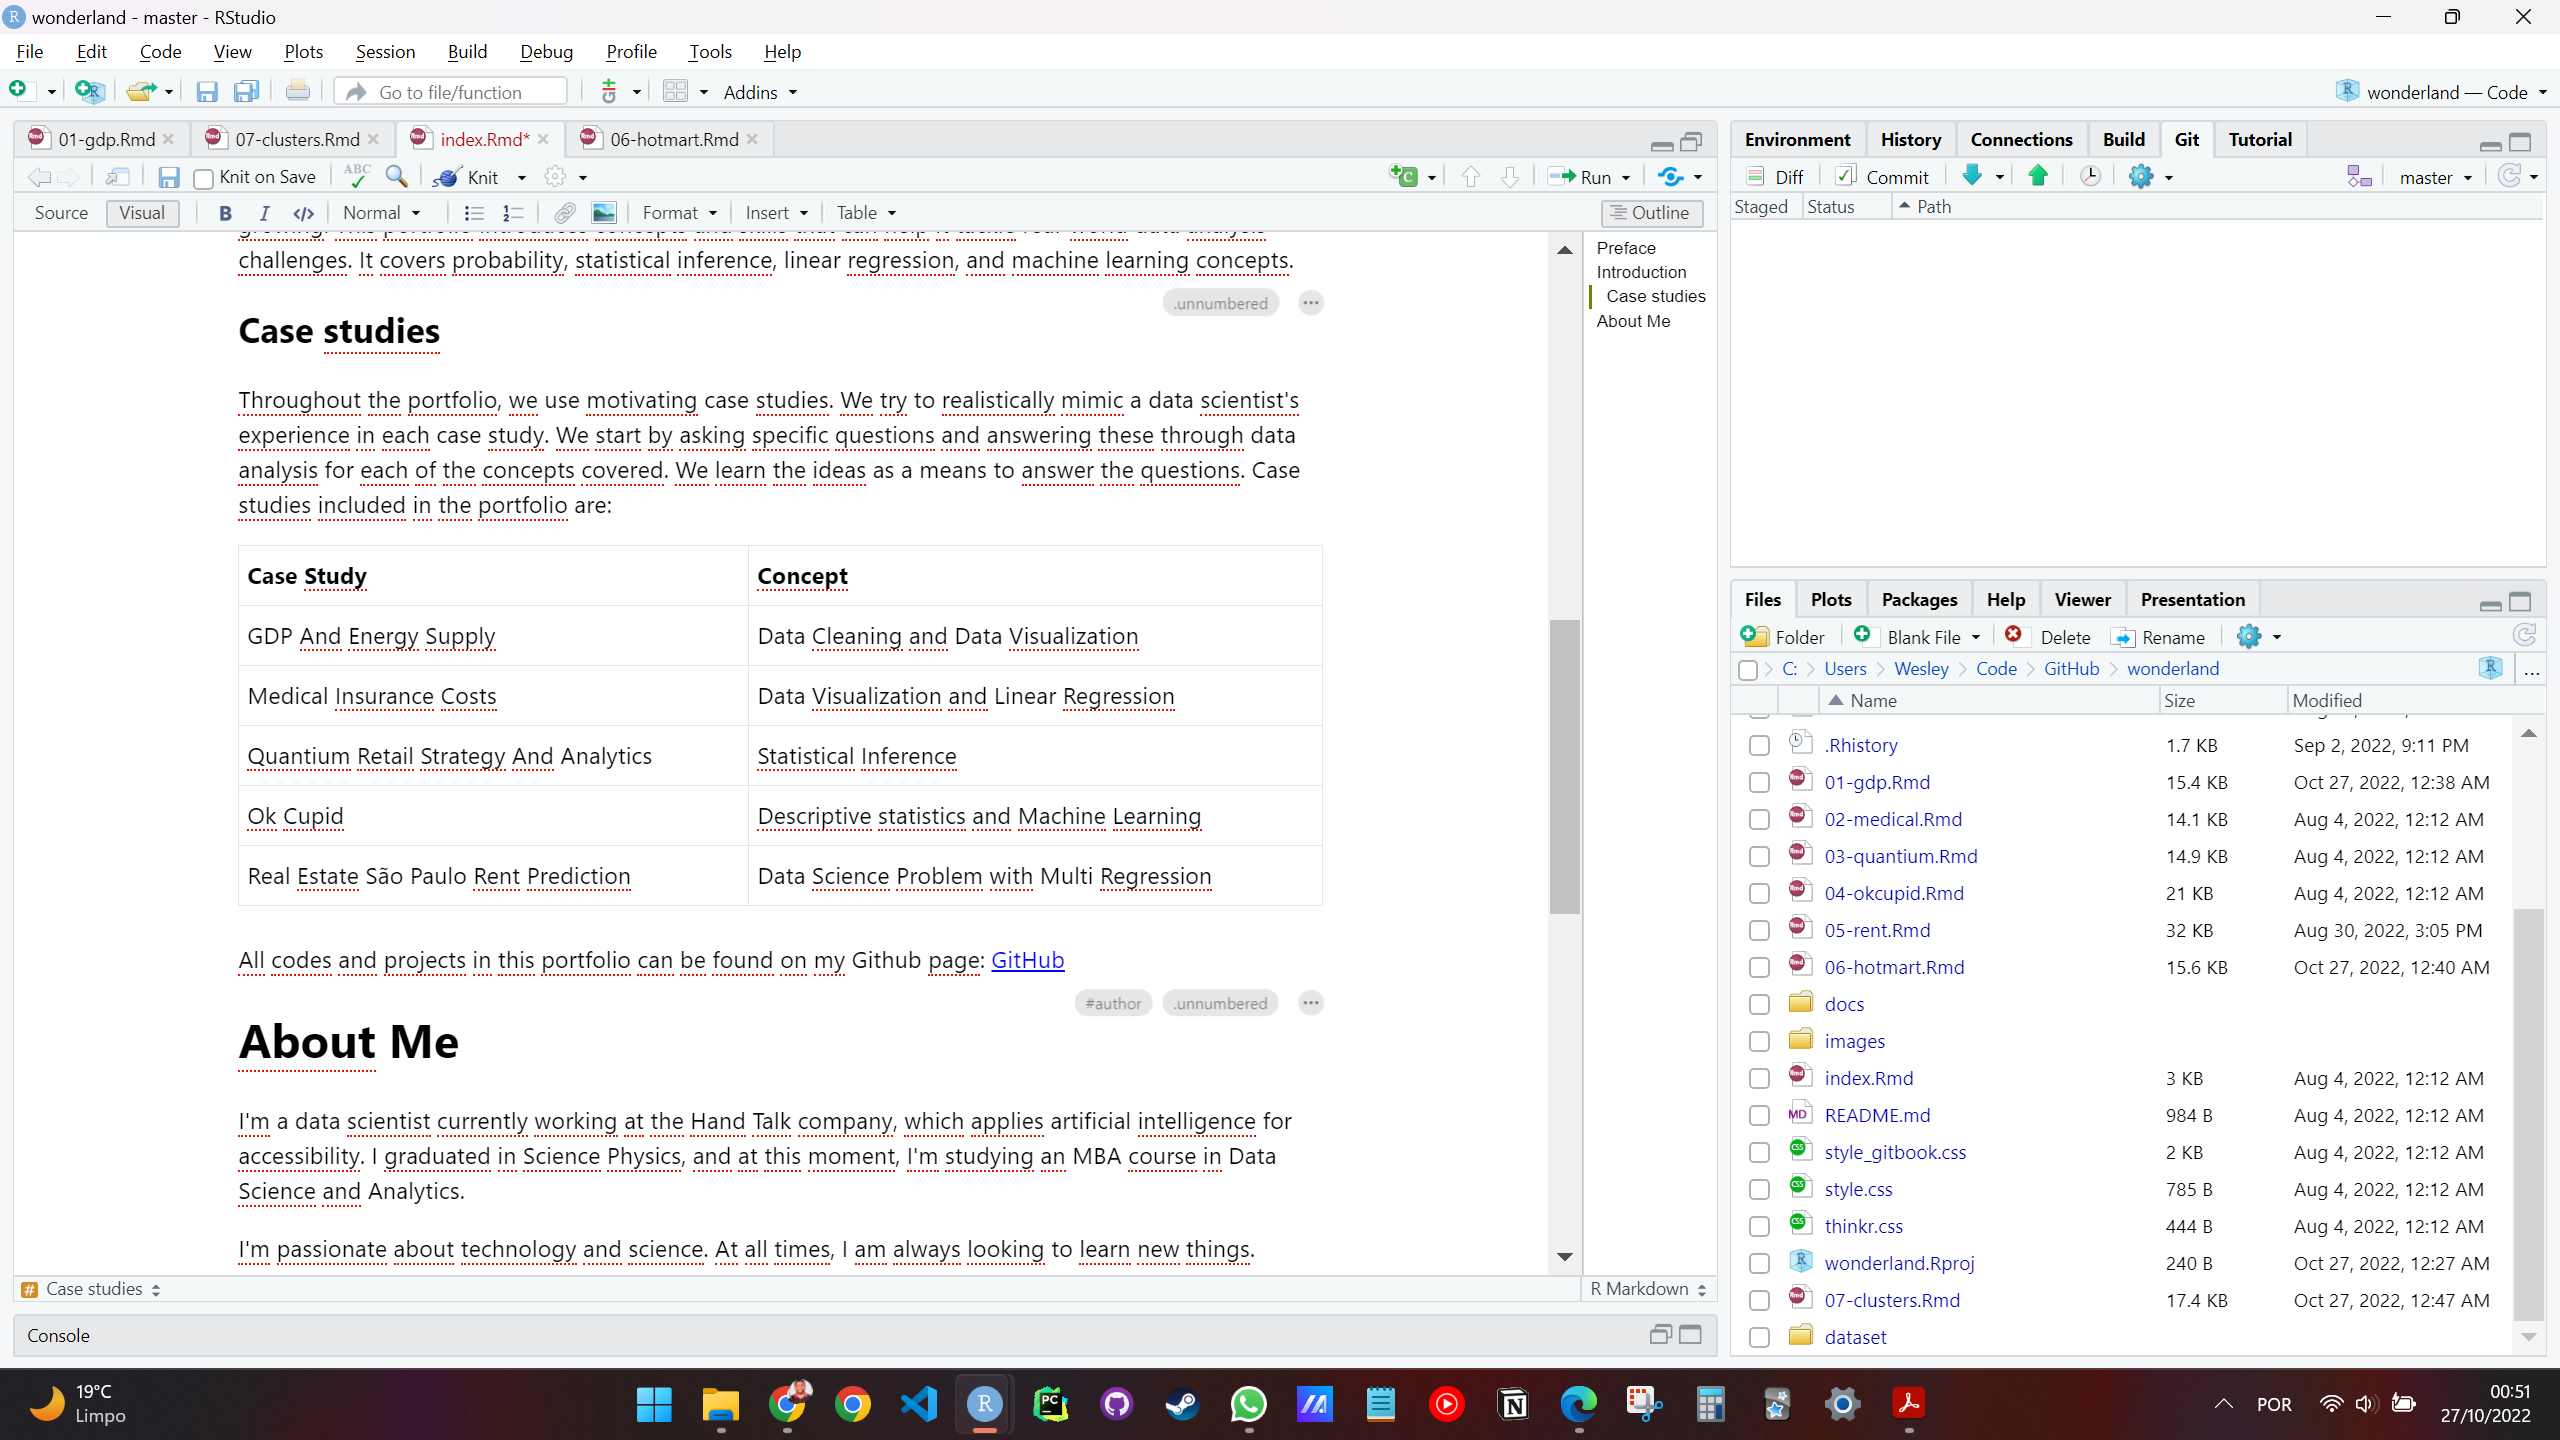 wonderland - master - RStudio
File Edit Code View Plots Session Build Debug Profile Tools Help
Go to file/function Addins wonderland — Code
01-gdp.Rmd 07-clusters.Rmd index.Rmd* 06-hotmart.Rmd
Knit on Save ABC Knit Run
Source Visual B I </> Normal Format Insert Table Outline
growing. This portfolio introduces concepts and skills that can help it tackle real-world data analysis
challenges. It covers probability, statistical inference, linear regression, and machine learning concepts.
.unnumbered
Case studies
Throughout the portfolio, we use motivating case studies. We try to realistically mimic a data scientist's
experience in each case study. We start by asking specific questions and answering these through data
analysis for each of the concepts covered. We learn the ideas as a means to answer the questions. Case
studies included in the portfolio are:
Case Study Concept
GDP And Energy Supply Data Cleaning and Data Visualization
Medical Insurance Costs Data Visualization and Linear Regression
Quantium Retail Strategy And Analytics Statistical Inference
Ok Cupid Descriptive statistics and Machine Learning
Real Estate São Paulo Rent Prediction Data Science Problem with Multi Regression
All codes and projects in this portfolio can be found on my Github page: GitHub
#author .unnumbered
About Me
I'm a data scientist currently working at the Hand Talk company, which applies artificial intelligence for
accessibility. I graduated in Science Physics, and at this moment, I'm studying an MBA course in Data
Science and Analytics.
I'm passionate about technology and science. At all times, I am always looking to learn new things.
Preface
Introduction
Case studies
About Me
# Case studies R Markdown
Console
Environment History Connections Build Git Tutorial
Diff Commit master
Staged Status Path
Files Plots Packages Help Viewer Presentation
Folder Blank File Delete Rename
C: Users Wesley Code GitHub wonderland ...
Name Size Modified
.Rhistory 1.7 KB Sep 2, 2022, 9:11 PM
01-gdp.Rmd 15.4 KB Oct 27, 2022, 12:38 AM
02-medical.Rmd 14.1 KB Aug 4, 2022, 12:12 AM
03-quantium.Rmd 14.9 KB Aug 4, 2022, 12:12 AM
04-okcupid.Rmd 21 KB Aug 4, 2022, 12:12 AM
05-rent.Rmd 32 KB Aug 30, 2022, 3:05 PM
06-hotmart.Rmd 15.6 KB Oct 27, 2022, 12:40 AM
docs
images
index.Rmd 3 KB Aug 4, 2022, 12:12 AM
README.md 984 B Aug 4, 2022, 12:12 AM
style_gitbook.css 2 KB Aug 4, 2022, 12:12 AM
style.css 785 B Aug 4, 2022, 12:12 AM
thinkr.css 444 B Aug 4, 2022, 12:12 AM
wonderland.Rproj 240 B Oct 27, 2022, 12:27 AM
07-clusters.Rmd 17.4 KB Oct 27, 2022, 12:47 AM
dataset
19°C
Limpo
POR
00:51
27/10/2022